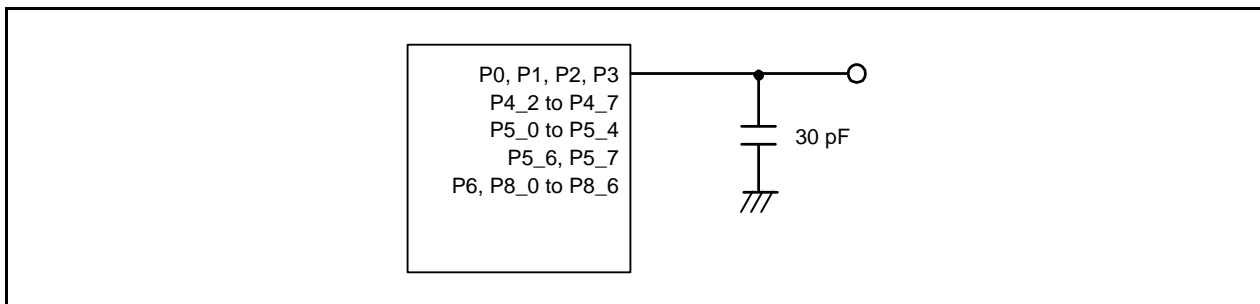 P0, P1, P2, P3
P4_2 to P4_7
P5_0 to P5_4
P5_6, P5_7
P6, P8_0 to P8_6
30 pF